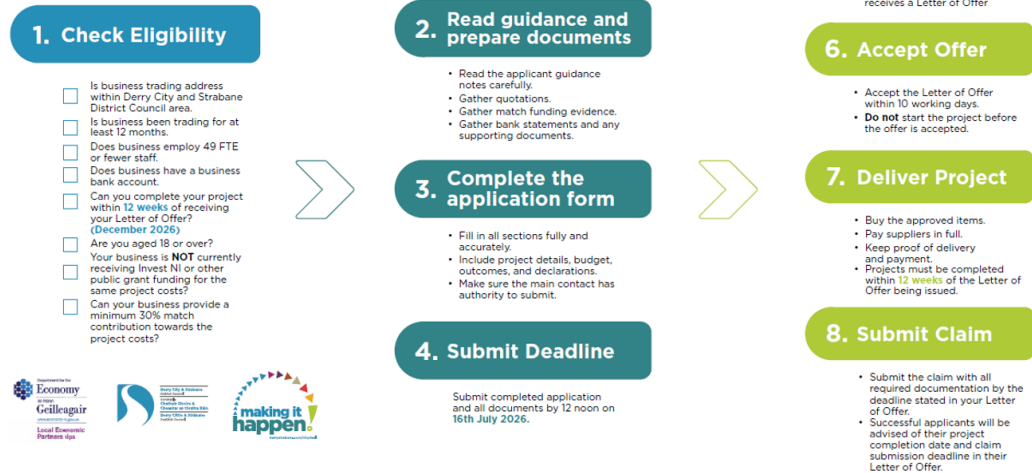 1. Check Eligibility
Is business trading address
within Derry City and Strabane
District Council area.
Is business been trading for at
least 12 months.
Does business employ 49 FTE
or fewer staff.
Does business have a business
bank account.
Can you complete your project
within 12 weeks of receiving
your Letter of Offer?
(December 2026)
Are you aged 18 or over?
Your business is NOT currently
receiving Invest NI or other
public grant funding for the
same project costs?
Can your business provide a
minimum 30% match
contribution towards the
project costs?
Department for the
Economy
Geilleagair
Local Economic
Partners
Derry City & Strabane
District Council
making it
happen!
2. Read guidance and
prepare documents
• Read the applicant guidance
notes carefully.
• Gather quotations.
• Gather match funding evidence.
• Gather bank statements and any
supporting documents.
3. Complete the
application form
• Fill in all sections fully and
accurately.
• Include project details, budget,
outcomes, and declarations.
• Make sure the main contact has
authority to submit.
4. Submit Deadline
Submit completed application
and all documents by 12 noon on
16th July 2026.
receives a Letter of Offer
6. Accept Offer
• Accept the Letter of Offer
within 10 working days.
• Do not start the project before
the offer is accepted.
7. Deliver Project
• Buy the approved items.
• Pay suppliers in full.
• Keep proof of delivery
and payment.
• Projects must be completed
within 12 weeks of the Letter of
Offer being issued.
8. Submit Claim
• Submit the claim with all
required documentation by the
deadline stated in your Letter
of Offer.
• Successful applicants will be
advised of their project
completion date and claim
submission deadline in their
Letter of Offer.